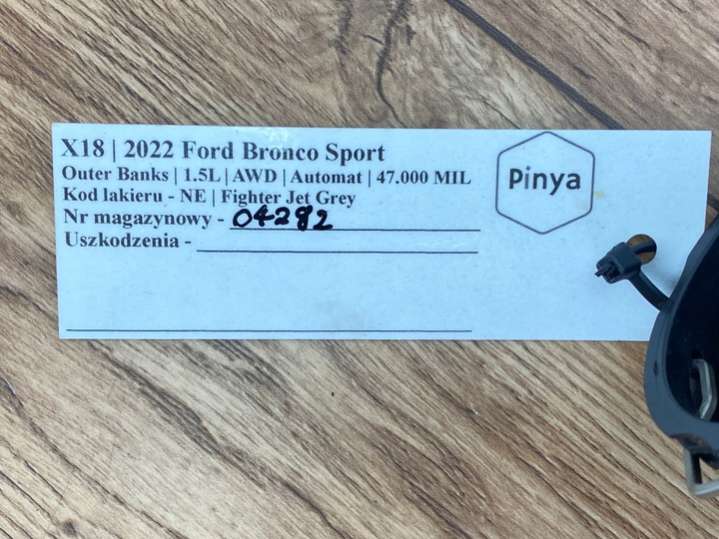 X18 | 2022 Ford Bronco Sport
Outer Banks | 1.5L | AWD | Automat | 47.000 MIL
Kod lakieru - NE | Fighter Jet Grey
Nr magazynowy - 04282
Uszkodzenia -
Pinya